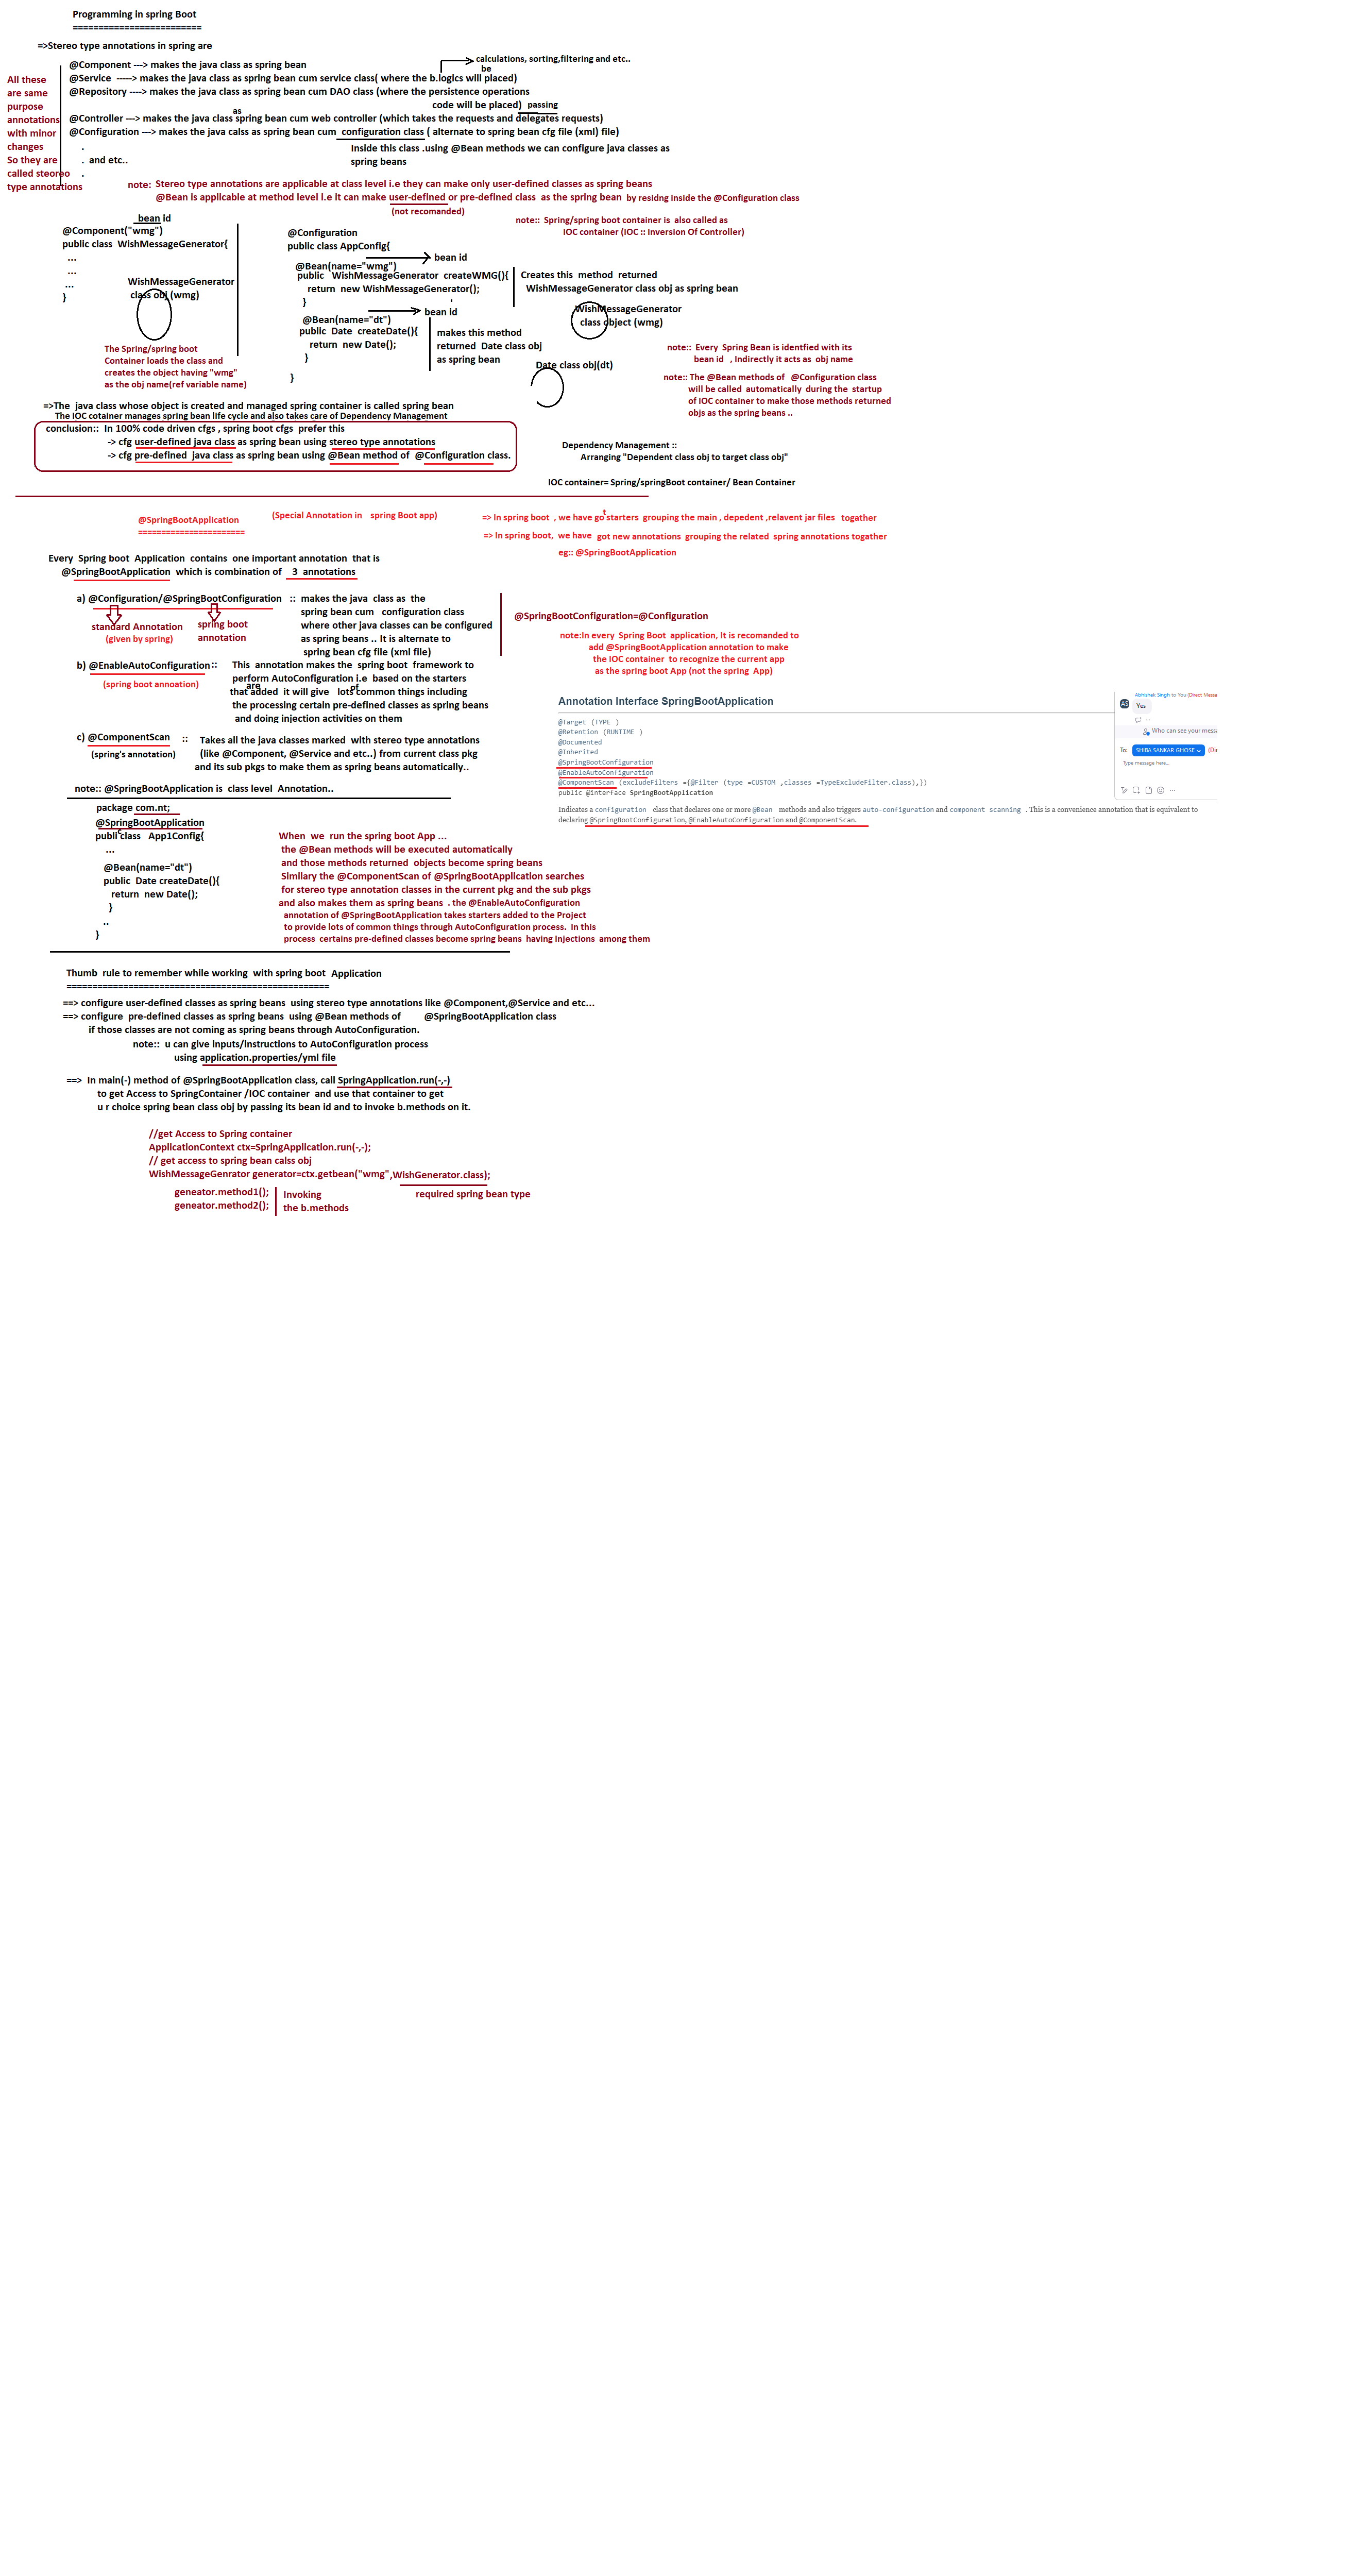 Programming in spring Boot
=========================
=>Stereo type annotations in spring are
calculations, sorting,filtering and etc..
be
@Component ---> makes the java class as spring bean
@Service -----> makes the java class as spring bean cum service class( where the b.logics will placed)
@Repository ----> makes the java class as spring bean cum DAO class (where the persistence operations
code will be placed) passing
as
@Controller ---> makes the java class spring bean cum web controller (which takes the requests and delegates requests)
@Configuration ---> makes the java calss as spring bean cum configuration class ( alternate to spring bean cfg file (xml) file)
.
. and etc..
.
Inside this class .using @Bean methods we can configure java classes as
spring beans
All these
are same
purpose
annotations
with minor
changes
So they are
called steoreo
type annotations
note: Stereo type annotations are applicable at class level i.e they can make only user-defined classes as spring beans
@Bean is applicable at method level i.e it can make user-defined or pre-defined class as the spring bean by residng inside the @Configuration class
(not recomanded)
note:: Spring/spring boot container is also called as
IOC container (IOC :: Inversion Of Controller)
bean id
@Component("wmg")
public class WishMessageGenerator{
...
...
...
}
WishMessageGenerator
class obj (wmg)
The Spring/spring boot
Container loads the class and
creates the object having "wmg"
as the obj name(ref variable name)
@Configuration
public class AppConfig{
bean id
@Bean(name="wmg")
public WishMessageGenerator createWMG(){
return new WishMessageGenerator();
}
Creates this method returned
WishMessageGenerator class obj as spring bean
bean id
@Bean(name="dt")
public Date createDate(){
return new Date();
}
}
makes this method
returned Date class obj
as spring bean
WishMessageGenerator
class object (wmg)
Date class obj(dt)
note:: Every Spring Bean is identfied with its
bean id , Indirectly it acts as obj name
note:: The @Bean methods of @Configuration class
will be called automatically during the startup
of IOC container to make those methods returned
objs as the spring beans ..
=>The java class whose object is created and managed spring container is called spring bean
The IOC cotainer manages spring bean life cycle and also takes care of Dependency Management
conclusion:: In 100% code driven cfgs , spring boot cfgs prefer this
-> cfg user-defined java class as spring bean using stereo type annotations
-> cfg pre-defined java class as spring bean using @Bean method of @Configuration class.
Dependency Management ::
Arranging "Dependent class obj to target class obj"
IOC container= Spring/springBoot container/ Bean Container
@SpringBootApplication
(Special Annotation in spring Boot app)
=======================
t
=> In spring boot , we have go starters grouping the main , depedent ,relavent jar files togather
=> In spring boot, we have got new annotations grouping the related spring annotations togather
eg:: @SpringBootApplication
Every Spring boot Application contains one important annotation that is
@SpringBootApplication which is combination of 3 annotations
a) @Configuration/@SpringBootConfiguration :: makes the java class as the
spring bean cum configuration class
where other java classes can be configured
as spring beans .. It is alternate to
spring bean cfg file (xml file)
standard Annotation
(given by spring)
spring boot
annotation
@SpringBootConfiguration=@Configuration
note:In every Spring Boot application, It is recomanded to
add @SpringBootApplication annotation to make
the IOC container to recognize the current app
as the spring boot App (not the spring App)
b) @EnableAutoConfiguration :: This annotation makes the spring boot framework to
(spring boot annoation)
perform AutoConfiguration i.e based on the starters
are of
that added it will give lots common things including
the processing certain pre-defined classes as spring beans
and doing injection activities on them
c) @ComponentScan :: Takes all the java classes marked with stereo type annotations
(spring's annotation)
(like @Component, @Service and etc..) from current class pkg
and its sub pkgs to make them as spring beans automatically..
Annotation Interface SpringBootApplication
@Target (TYPE )
@Retention (RUNTIME )
@Documented
@Inherited
@SpringBootConfiguration
@EnableAutoConfiguration
@ComponentScan (excludeFilters ={@Filter (type =CUSTOM ,classes =TypeExcludeFilter.class),})
public @interface SpringBootApplication
Indicates a configuration class that declares one or more @Bean methods and also triggers auto-configuration and component scanning . This is a convenience annotation that is equivalent to
declaring @SpringBootConfiguration, @EnableAutoConfiguration and @ComponentScan.
Abhishek Singh to You (Direct Messa
AS
Yes
Who can see your messa
To: SHIBA SANKAR GHOSE (Di
Type message here...
note:: @SpringBootApplication is class level Annotation..
package com.nt;
@SpringBootApplication
c
publi class App1Config{
...
@Bean(name="dt")
public Date createDate(){
return new Date();
}
..
}
When we run the spring boot App ...
the @Bean methods will be executed automatically
and those methods returned objects become spring beans
Similary the @ComponentScan of @SpringBootApplication searches
for stereo type annotation classes in the current pkg and the sub pkgs
and also makes them as spring beans . the @EnableAutoConfiguration
annotation of @SpringBootApplication takes starters added to the Project
to provide lots of common things through AutoConfiguration process. In this
process certains pre-defined classes become spring beans having Injections among them
Thumb rule to remember while working with spring boot Application
===================================================
==> configure user-defined classes as spring beans using stereo type annotations like @Component,@Service and etc...
==> configure pre-defined classes as spring beans using @Bean methods of @SpringBootApplication class
if those classes are not coming as spring beans through AutoConfiguration.
note:: u can give inputs/instructions to AutoConfiguration process
using application.properties/yml file
==> In main(-) method of @SpringBootApplication class, call SpringApplication.run(-,-)
to get Access to SpringContainer /IOC container and use that container to get
u r choice spring bean class obj by passing its bean id and to invoke b.methods on it.
//get Access to Spring container
ApplicationContext ctx=SpringApplication.run(-,-);
// get access to spring bean calss obj
WishMessageGenrator generator=ctx.getbean("wmg",WishGenerator.class);
geneator.method1();
geneator.method2();
Invoking
the b.methods
required spring bean type